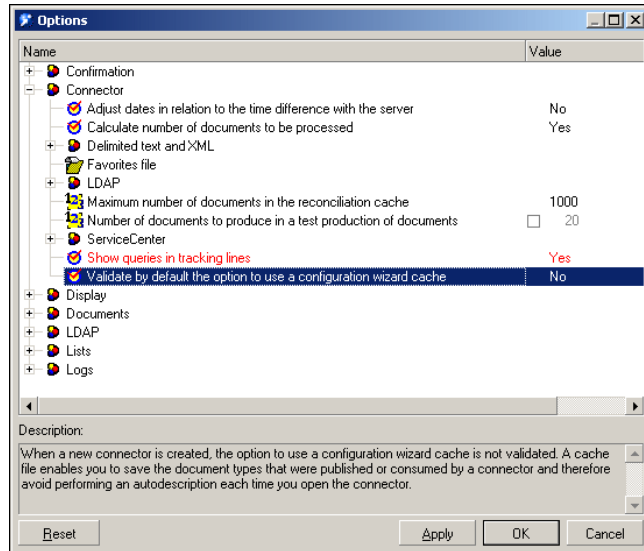 Options
Name Value
Confirmation
Connector
Adjust dates in relation to the time difference with the server No
Calculate number of documents to be processed Yes
Delimited text and XML
Favorites file
LDAP
Maximum number of documents in the reconciliation cache 1000
Number of documents to produce in a test production of documents 20
ServiceCenter
Show queries in tracking lines Yes
Validate by default the option to use a configuration wizard cache No
Display
Documents
LDAP
Lists
Logs
Description:
When a new connector is created, the option to use a configuration wizard cache is not validated. A cache
file enables you to save the document types that were published or consumed by a connector and therefore
avoid performing an autodescription each time you open the connector.
Reset Apply OK Cancel